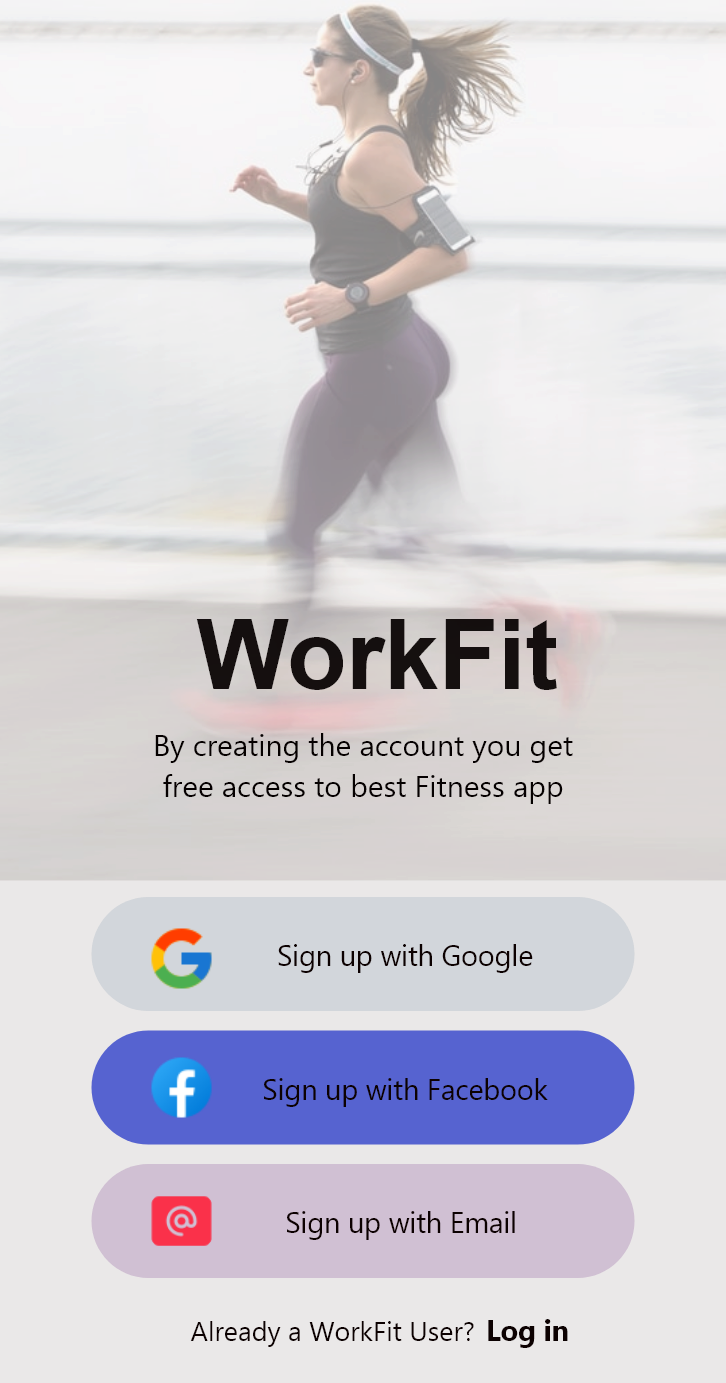 WorkFit
By creating the account you get
free access to best Fitness app
Sign up with Google
Sign up with Facebook
Sign up with Email
Already a WorkFit User? Log in